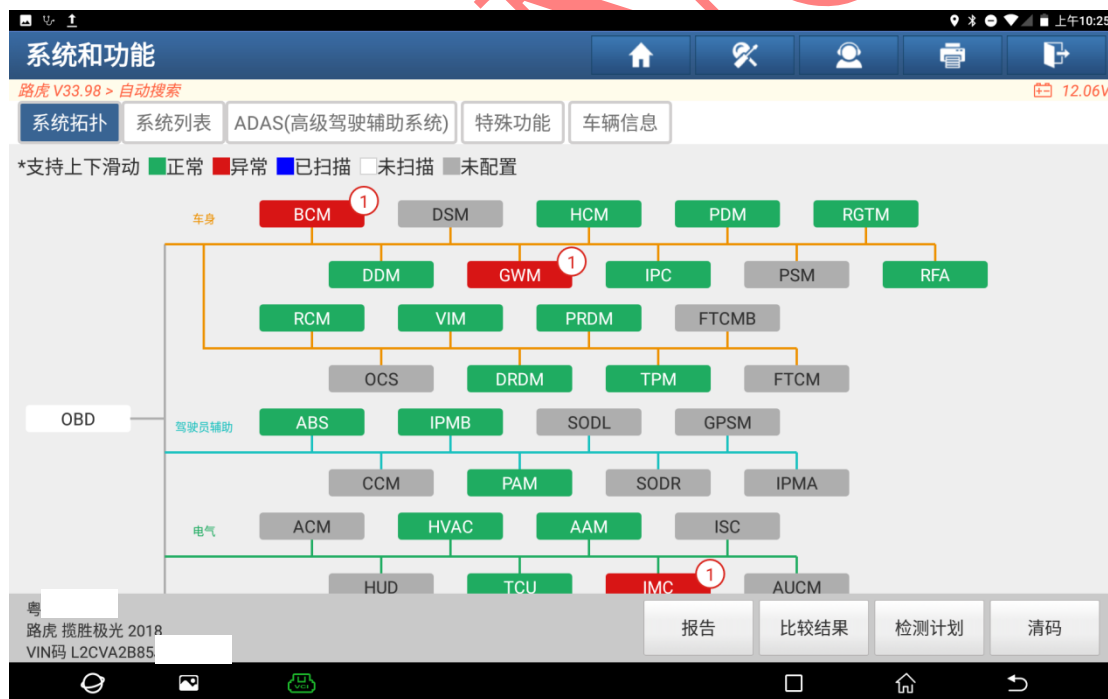 上午10:25
系统和功能
路虎 V33.98 > 自动搜索
12.06V
系统拓扑 系统列表 ADAS(高级驾驶辅助系统) 特殊功能 车辆信息
*支持上下滑动 正常 异常 已扫描 未扫描 未配置
车身 BCM 1 DSM HCM PDM RGTM
DDM GWM 1 IPC PSM RFA
RCM VIM PRDM FTCMB
OCS DRDM TPM FTCM
OBD 驾驶员辅助 ABS IPMB SODL GPSM
CCM PAM SODR IPMA
电气 ACM HVAC AAM ISC
HUD TCU IMC 1 AUCM
粤
路虎 揽胜极光 2018
VIN码 L2CVA2B85
报告 比较结果 检测计划 清码
VCI